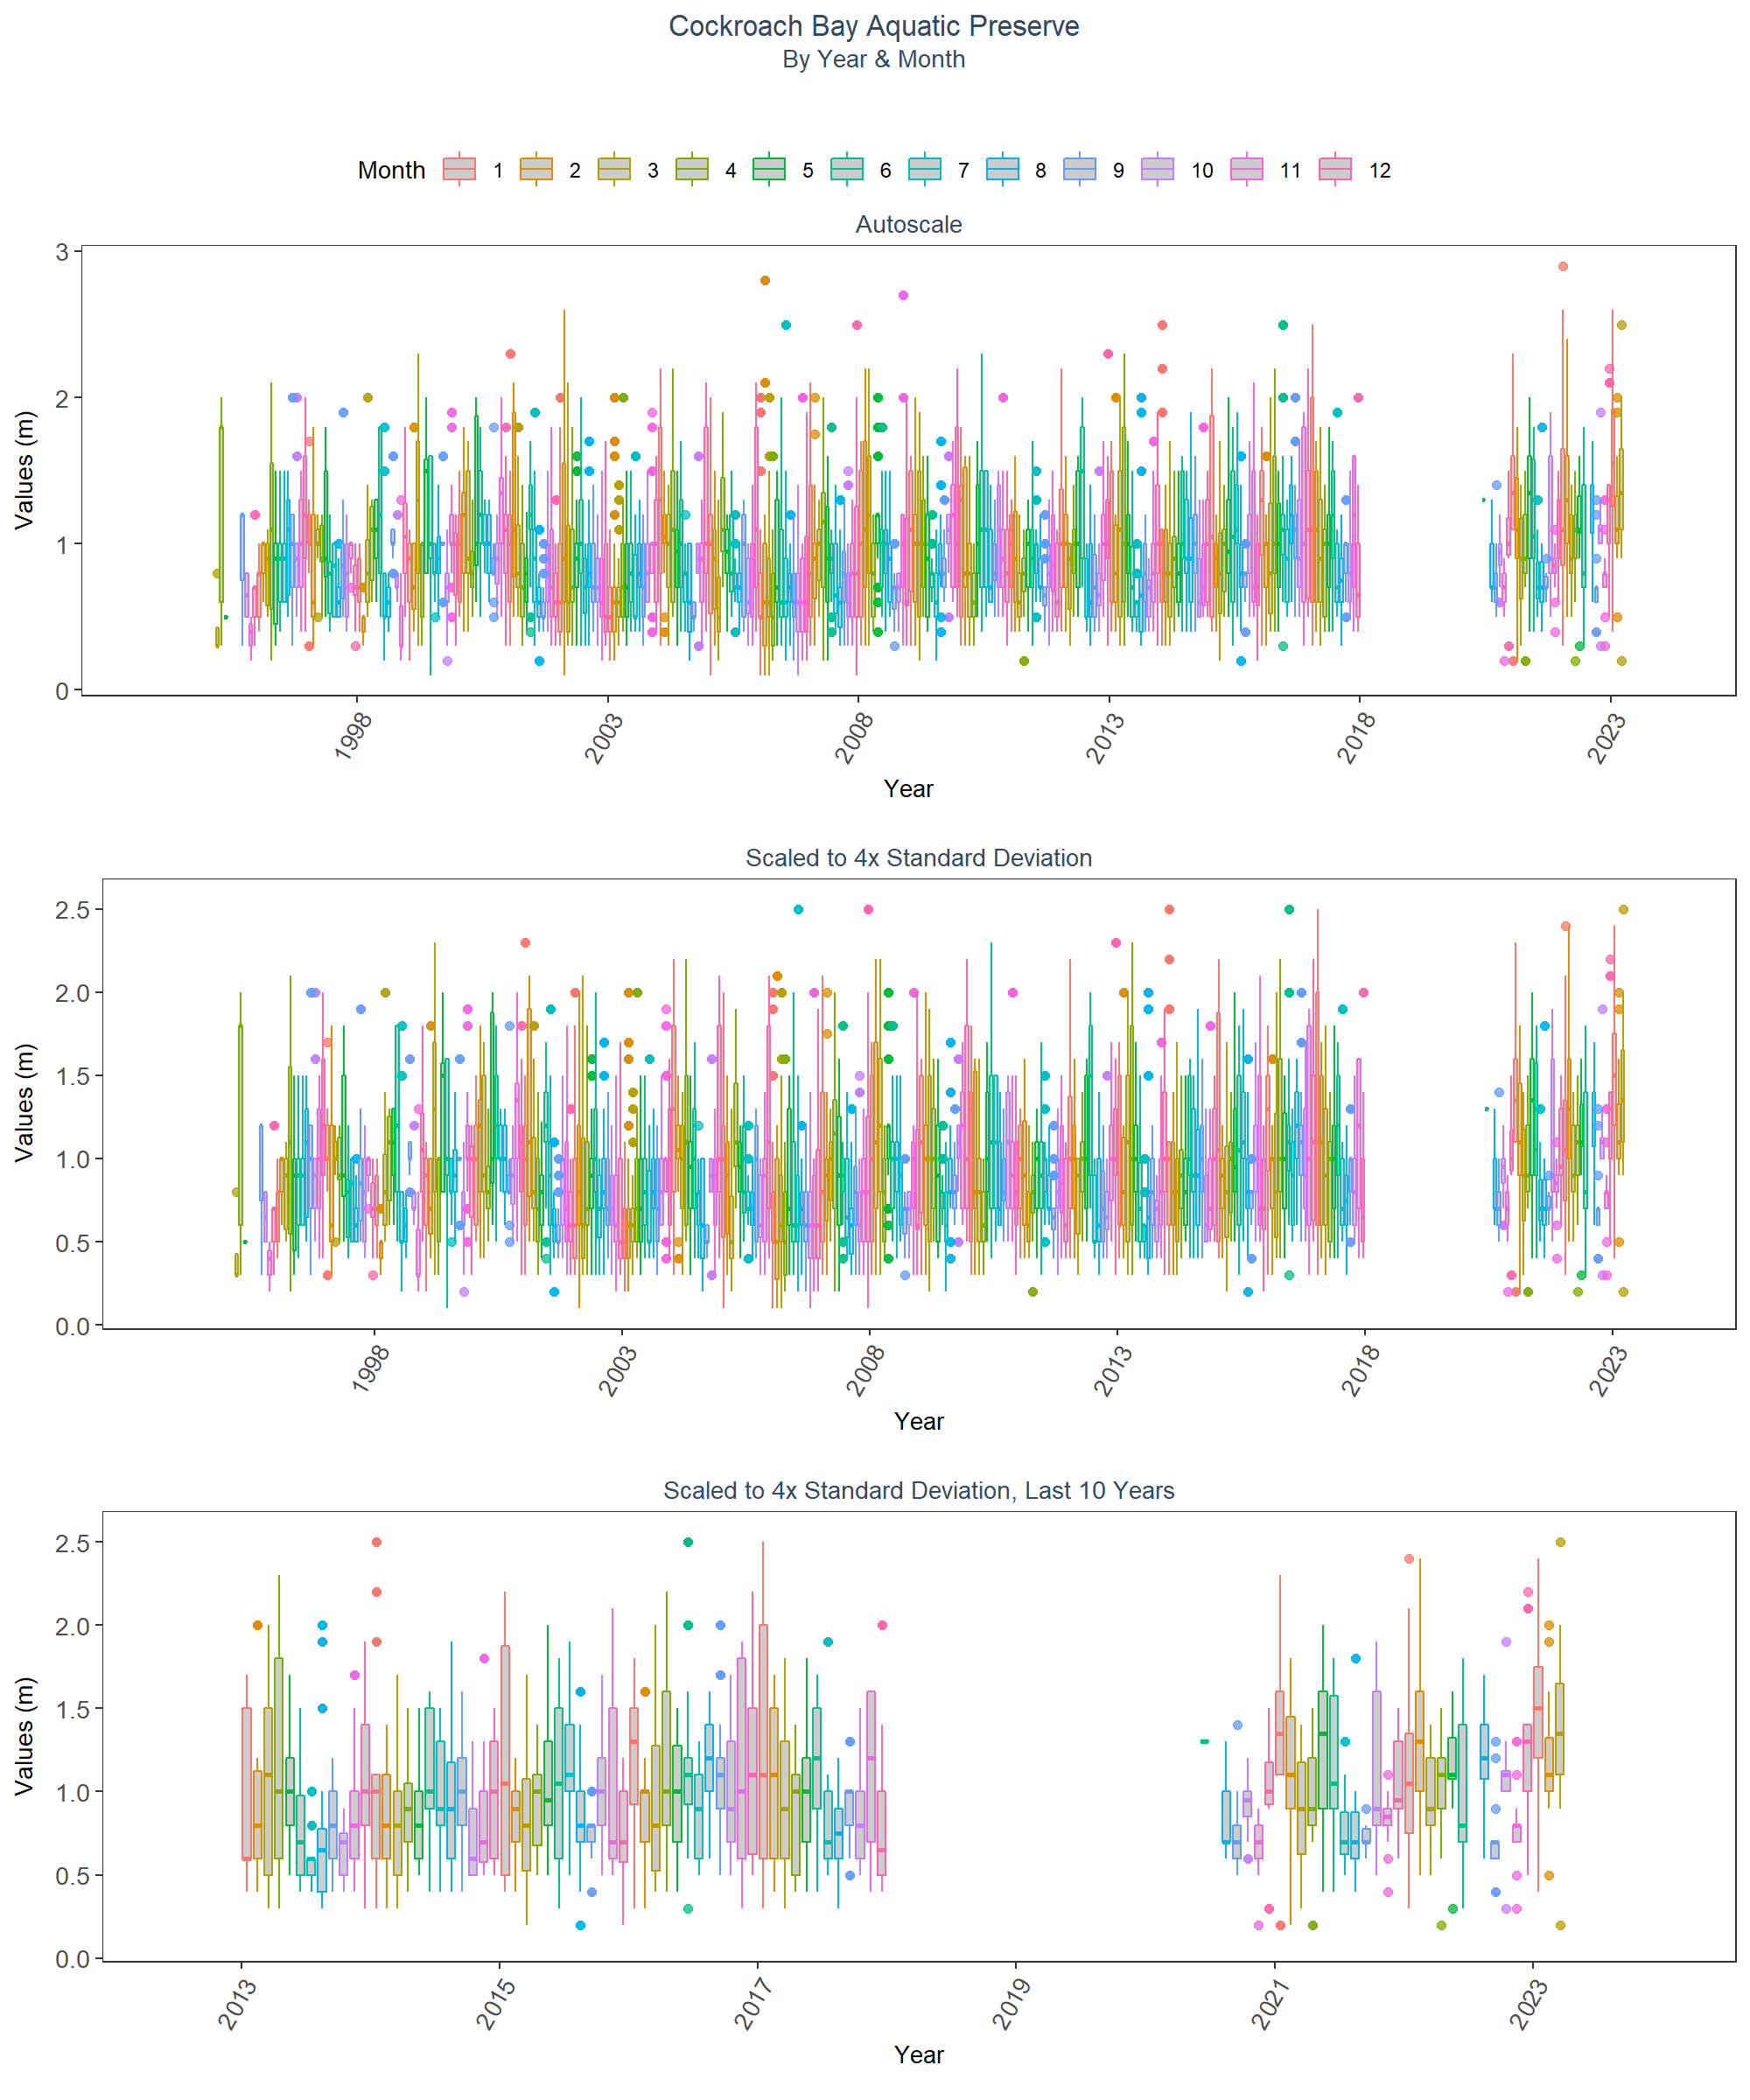 Cockroach Bay Aquatic Preserve
By Year & Month
Month 1 2 3 4 5 6 7 8 9 10 11 12
Autoscale
3
2
1
0
Values (m)
1998 2003 2008 2013 2018 2023
Year
Scaled to 4x Standard Deviation
2.5
2.0
1.5
1.0
0.5
0.0
Values (m)
1998 2003 2008 2013 2018 2023
Year
Scaled to 4x Standard Deviation, Last 10 Years
2.5
2.0
1.5
1.0
0.5
0.0
Values (m)
2013 2015 2017 2019 2021 2023
Year